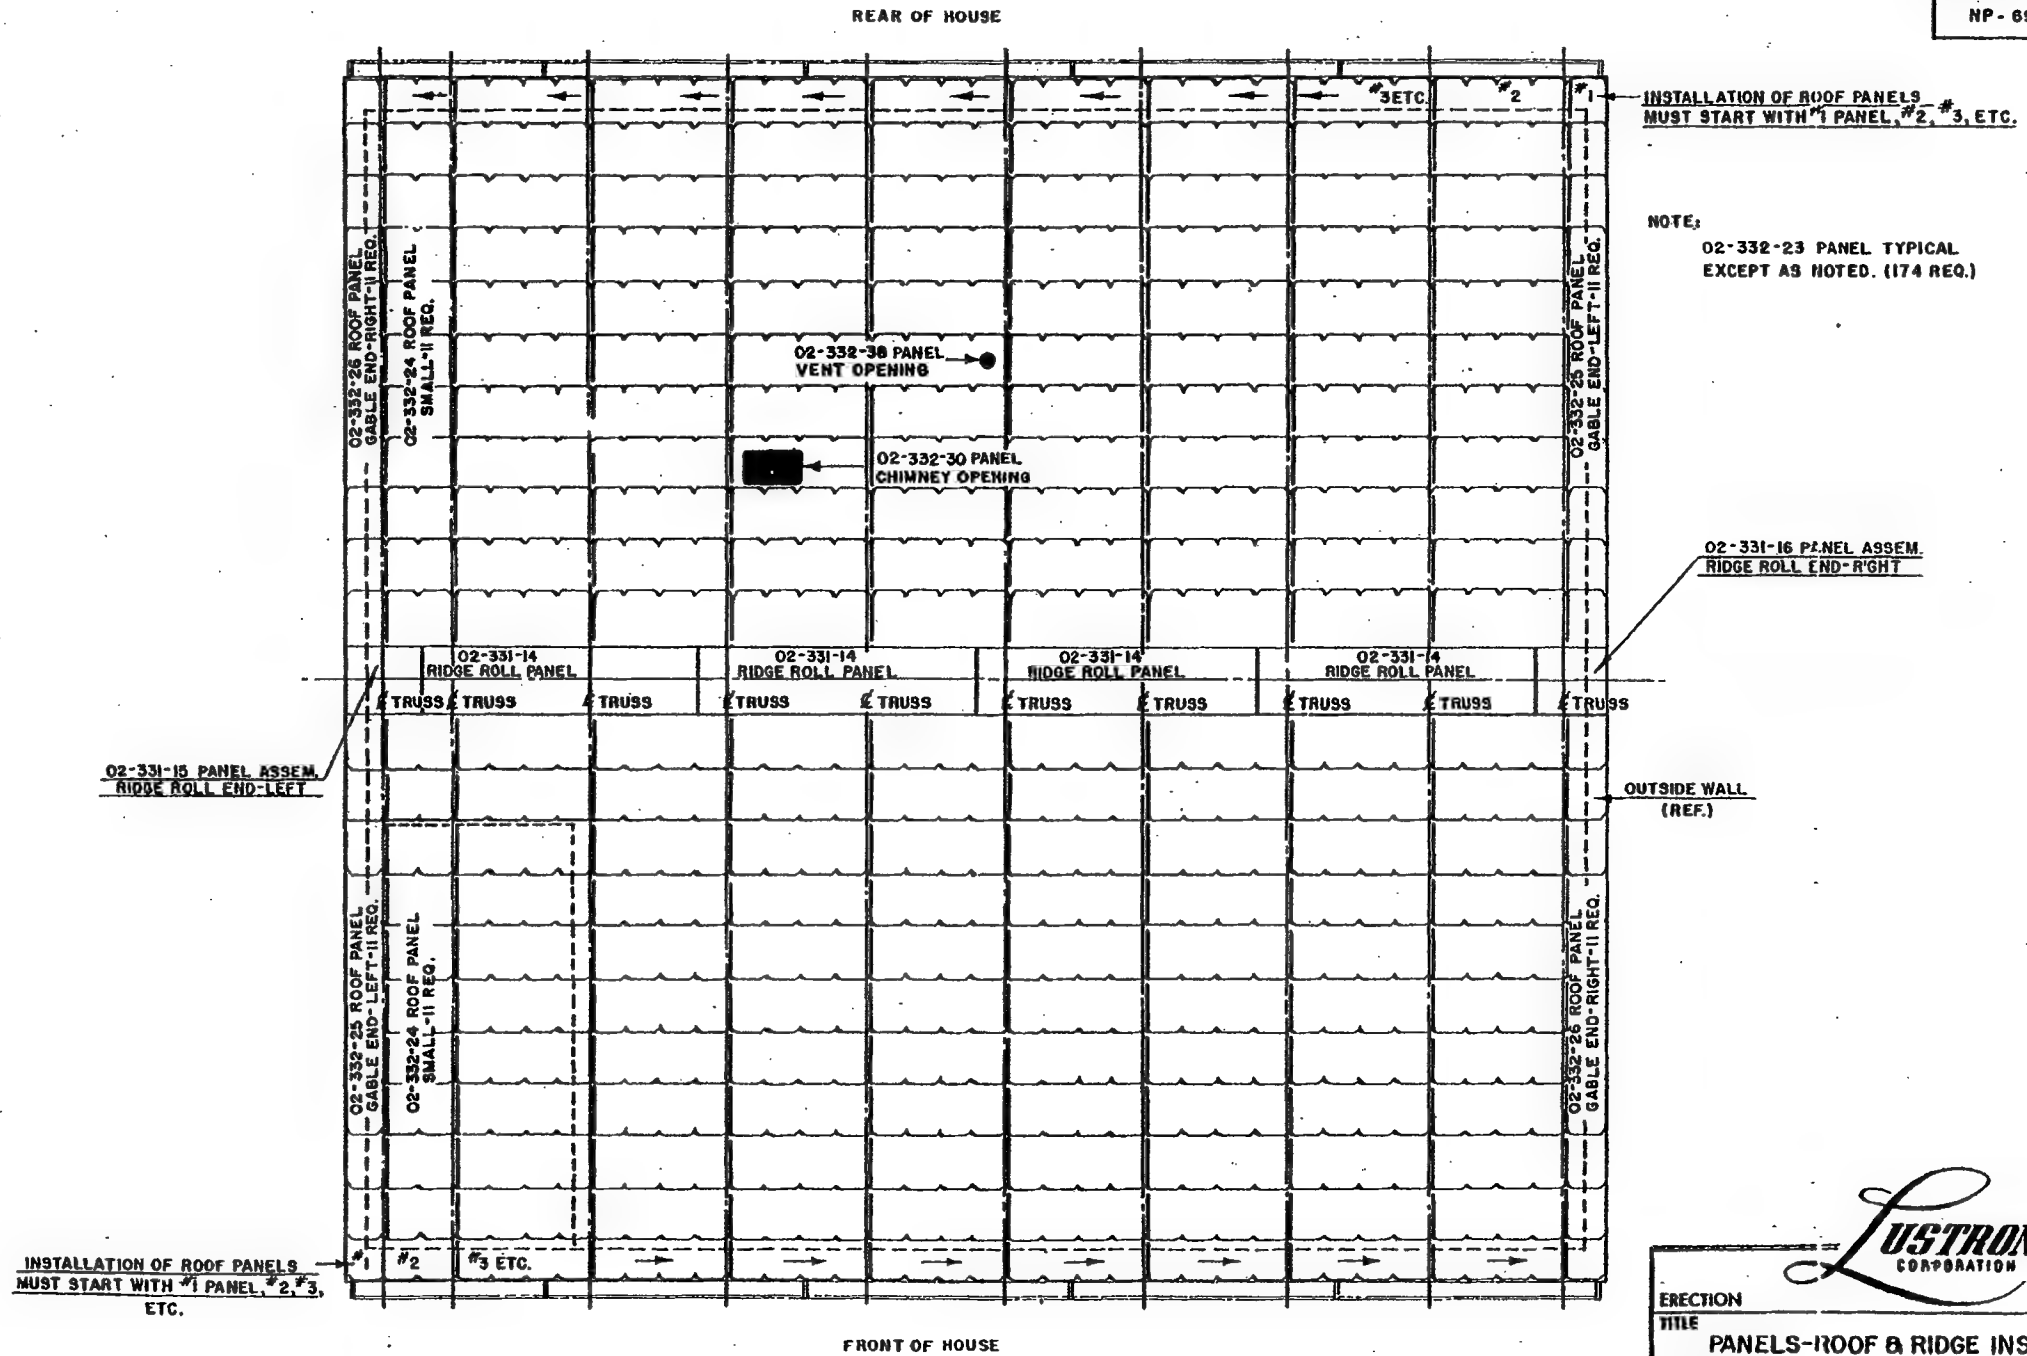 REAR OF HOUSE
NP-
#3 ETC.
#2
#1
INSTALLATION OF ROOF PANELS
MUST START WITH #1 PANEL, #2, #3, ETC.
NOTE:
02-332-23 PANEL TYPICAL
EXCEPT AS NOTED. (174 REQ.)
02-332-26 ROOF PANEL
GABLE END-RIGHT-11 REQ.
02-332-24 ROOF PANEL
SMALL-11 REQ.
02-332-38 PANEL
VENT OPENING
02-332-30 PANEL
CHIMNEY OPENING
02-332-25 ROOF PANEL
GABLE END-LEFT-11 REQ.
02-331-16 PANEL ASSEM.
RIDGE ROLL END-RIGHT
02-331-14
RIDGE ROLL PANEL
02-331-14
RIDGE ROLL PANEL
02-331-14
RIDGE ROLL PANEL
02-331-14
RIDGE ROLL PANEL
℄ TRUSS ℄ TRUSS ℄ TRUSS ℄ TRUSS ℄ TRUSS ℄ TRUSS ℄ TRUSS ℄ TRUSS ℄ TRUSS ℄ TRUSS
02-331-15 PANEL ASSEM.
RIDGE ROLL END-LEFT
OUTSIDE WALL
(REF.)
02-332-25 ROOF PANEL
GABLE END-LEFT-11 REQ.
02-332-24 ROOF PANEL
SMALL-11 REQ.
02-332-26 ROOF PANEL
GABLE END-RIGHT-11 REQ.
INSTALLATION OF ROOF PANELS
MUST START WITH #1 PANEL, #2, #3,
ETC.
#2
#3 ETC.
LUSTRON
CORPORATION
ERECTION
TITLE
PANELS-ROOF & RIDGE INS
FRONT OF HOUSE